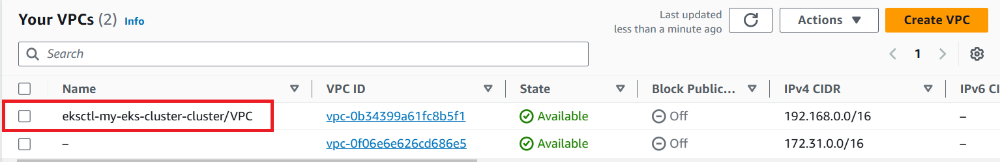 Your VPCs (2) Info
Last updated
less than a minute ago
Actions
Create VPC
Search
1
Name VPC ID State Block Public... IPv4 CIDR IPv6 CI
eksctl-my-eks-cluster-cluster/VPC vpc-0b34399a61fc8b5f1 Available Off 192.168.0.0/16 –
– vpc-0f06e6e626cd686e5 Available Off 172.31.0.0/16 –